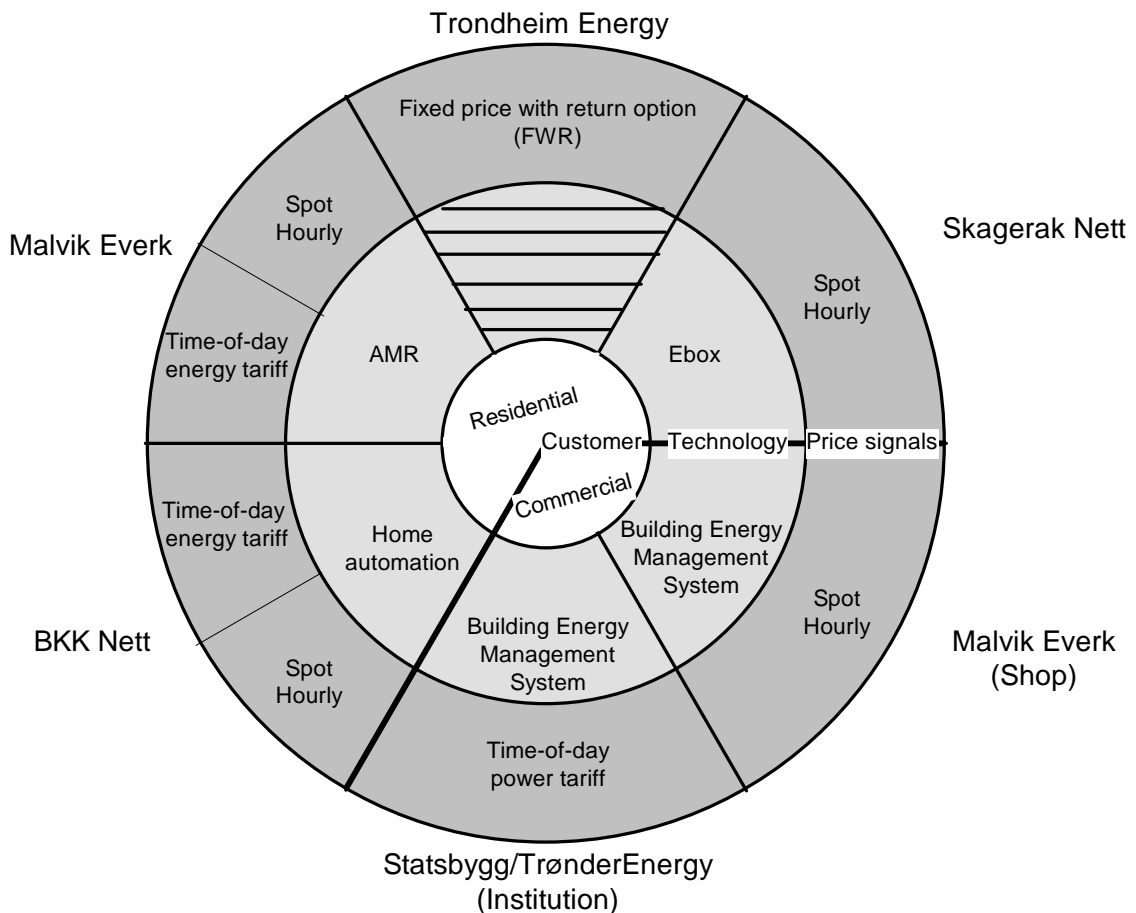 Trondheim Energy
Fixed price with return option
(FWR)
Spot
Hourly
Malvik Everk
Skagerak Nett
Spot
Hourly
Time-of-day
energy tariff
AMR
Ebox
Residential
Customer
Technology
Price signals
Commercial
Time-of-day
energy tariff
Home
automation
Building Energy
Management
System
Spot
Hourly
BKK Nett
Building Energy
Management
System
Malvik Everk
(Shop)
Spot
Hourly
Time-of-day
power tariff
Statsbygg/TrønderEnergy
(Institution)